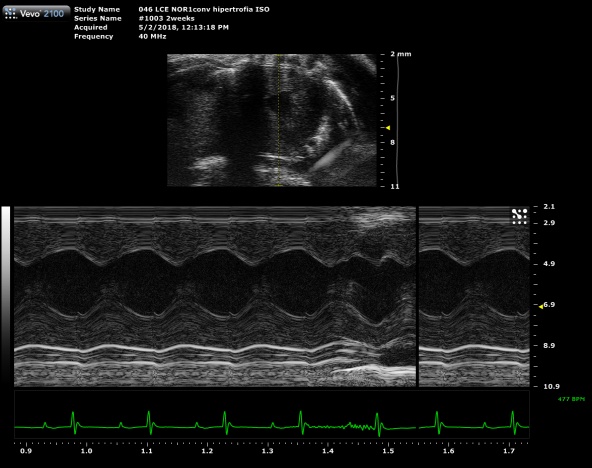 Vevo 2100
Study Name 046 LCE NOR1conv hipertrofia ISO
Series Name #1003 2weeks
Acquired 5/2/2018, 12:13:18 PM
Frequency 40 MHz
2 mm
5
8
11
2.1
2.9
4.9
6.9
8.9
10.9
477 BPM
0.9 1.0 1.1 1.2 1.3 1.4 1.5 1.6 1.7